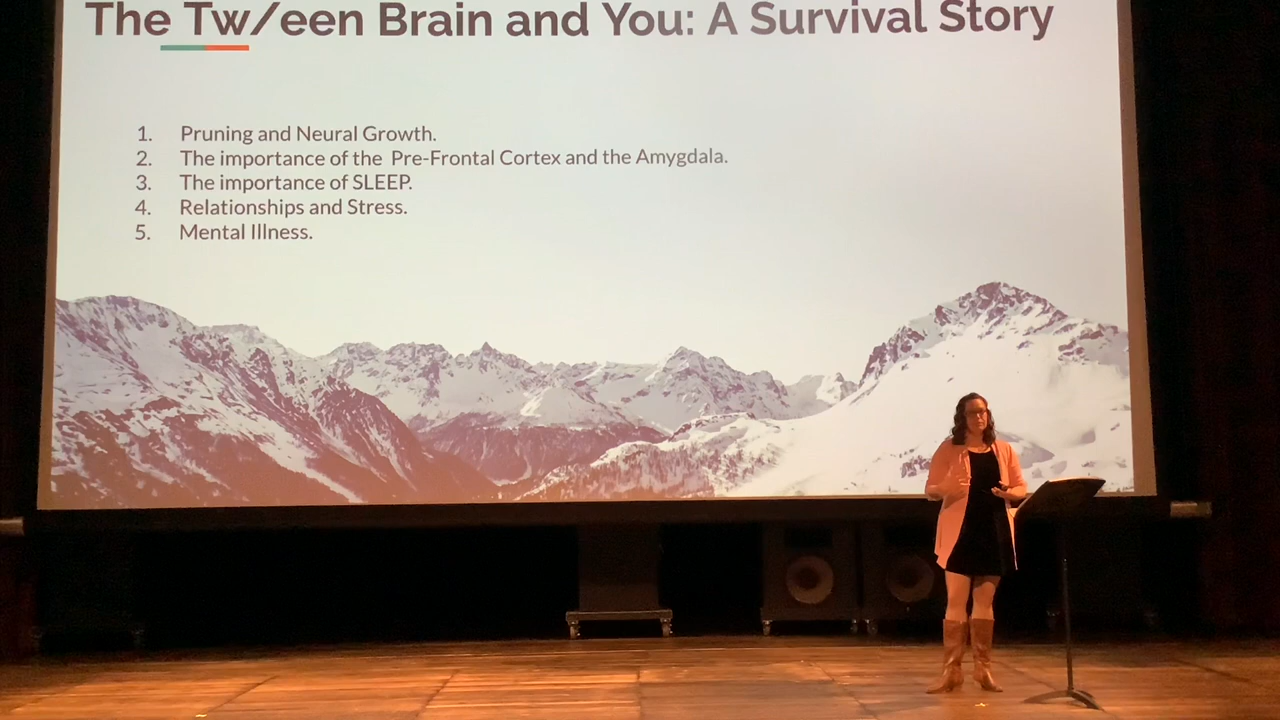 The Tw/een Brain and You: A Survival Story
1. Pruning and Neural Growth.
2. The importance of the Pre-Frontal Cortex and the Amygdala.
3. The importance of SLEEP.
4. Relationships and Stress.
5. Mental Illness.